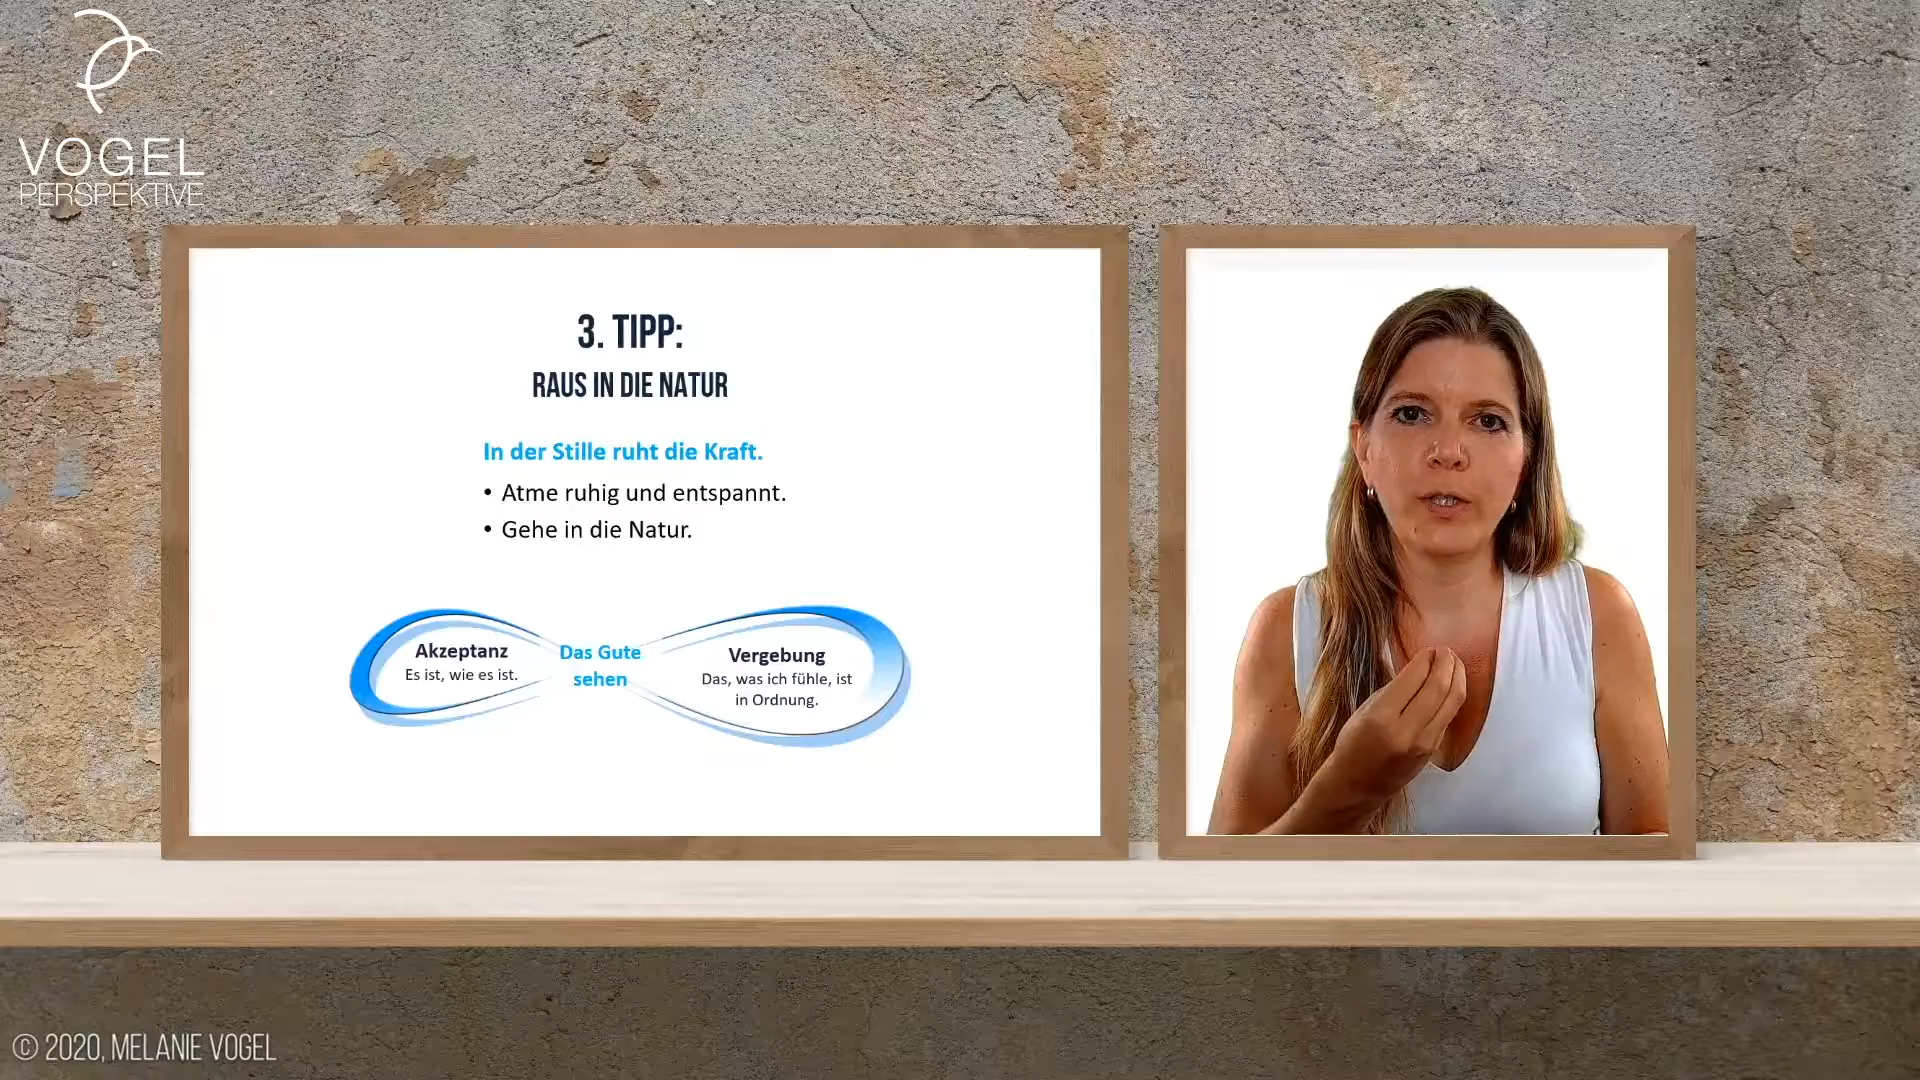 VOGEL
PERSPEKTIVE
3. TIPP:
RAUS IN DIE NATUR
In der Stille ruht die Kraft.
• Atme ruhig und entspannt.
• Gehe in die Natur.
Akzeptanz
Es ist, wie es ist.
Das Gute
sehen
Vergebung
Das, was ich fühle, ist
in Ordnung.
© 2020, MELANIE VOGEL